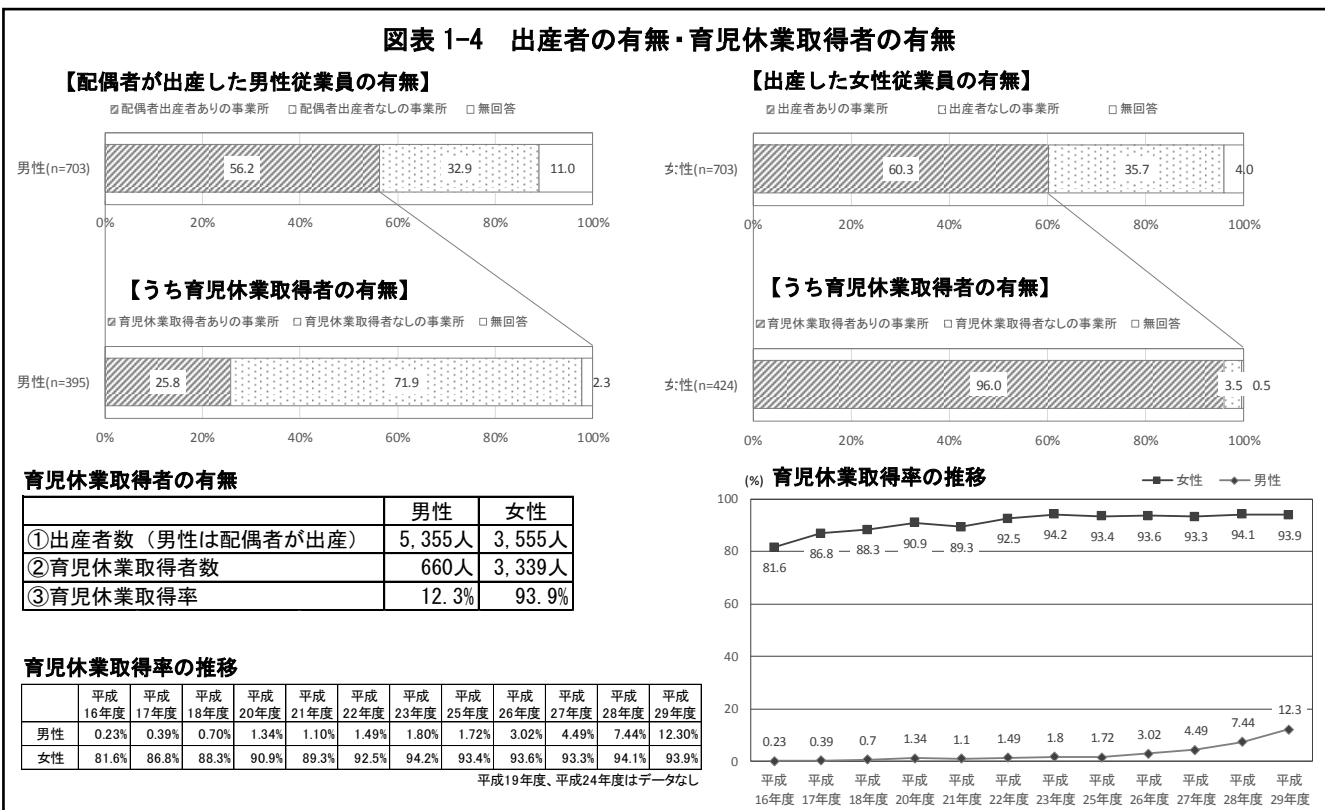 図表 1-4 出産者の有無・育児休業取得者の有無
【配偶者が出産した男性従業員の有無】
配偶者出産者ありの事業所 配偶者出産者なしの事業所 無回答
男性(n=703) 56.2 32.9 11.0
0% 20% 40% 60% 80% 100%
【うち育児休業取得者の有無】
育児休業取得者ありの事業所 育児休業取得者なしの事業所 無回答
男性(n=395) 25.8 71.9 2.3
0% 20% 40% 60% 80% 100%
【出産した女性従業員の有無】
出産者ありの事業所 出産者なしの事業所 無回答
女性(n=703) 60.3 35.7 4.0
0% 20% 40% 60% 80% 100%
【うち育児休業取得者の有無】
育児休業取得者ありの事業所 育児休業取得者なしの事業所 無回答
女性(n=424) 96.0 3.5 0.5
0% 20% 40% 60% 80% 100%
育児休業取得者の有無
男性 女性
①出産者数（男性は配偶者が出産） 5,355人 3,555人
②育児休業取得者数 660人 3,339人
③育児休業取得率 12.3% 93.9%
育児休業取得率の推移
平成 平成 平成 平成 平成 平成 平成 平成 平成 平成 平成 平成
16年度 17年度 18年度 20年度 21年度 22年度 23年度 25年度 26年度 27年度 28年度 29年度
男性 0.23% 0.39% 0.70% 1.34% 1.10% 1.49% 1.80% 1.72% 3.02% 4.49% 7.44% 12.30%
女性 81.6% 86.8% 88.3% 90.9% 89.3% 92.5% 94.2% 93.4% 93.6% 93.3% 94.1% 93.9%
平成19年度、平成24年度はデータなし
(%) 育児休業取得率の推移
女性 男性
100
80
60
40
20
0
81.6 86.8 88.3 90.9 89.3 92.5 94.2 93.4 93.6 93.3 94.1 93.9
0.23 0.39 0.7 1.34 1.1 1.49 1.8 1.72 3.02 4.49 7.44 12.3
平成 平成 平成 平成 平成 平成 平成 平成 平成 平成 平成 平成
16年度 17年度 18年度 20年度 21年度 22年度 23年度 25年度 26年度 27年度 28年度 29年度